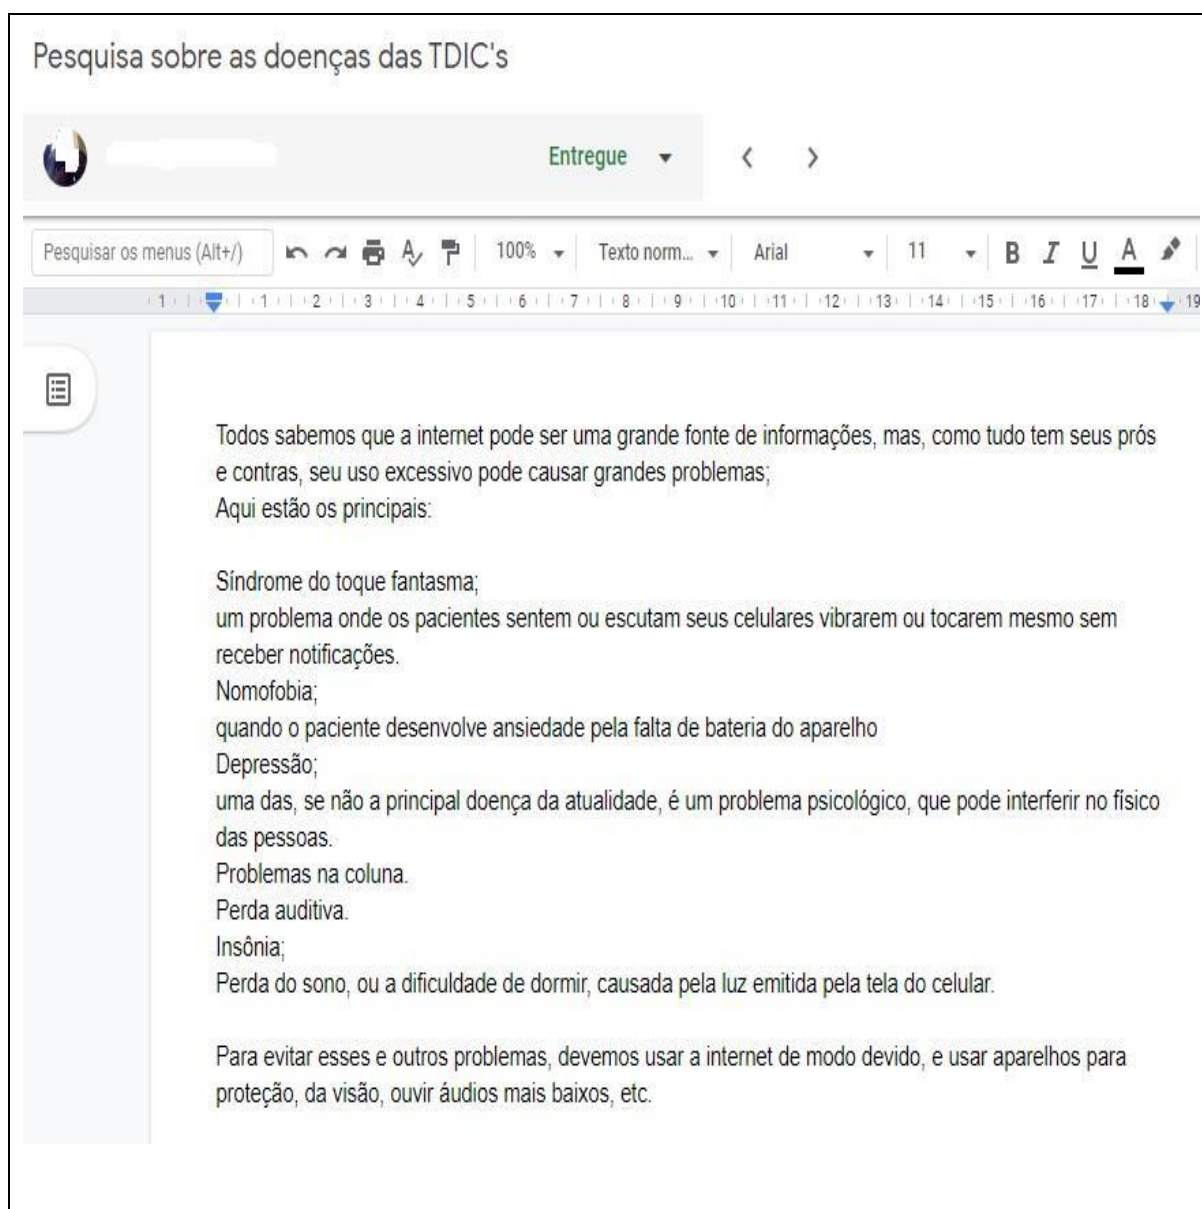 Pesquisa sobre as doenças das TDIC's
Entregue
Pesquisar os menus (Alt+/) 100% Texto norm... Arial 11 B I U A
1 1 2 3 4 5 6 7 8 9 10 11 12 13 14 15 16 17 18 19
Todos sabemos que a internet pode ser uma grande fonte de informações, mas, como tudo tem seus prós
e contras, seu uso excessivo pode causar grandes problemas;
Aqui estão os principais:
Síndrome do toque fantasma;
um problema onde os pacientes sentem ou escutam seus celulares vibrarem ou tocarem mesmo sem
receber notificações.
Nomofobia;
quando o paciente desenvolve ansiedade pela falta de bateria do aparelho
Depressão;
uma das, se não a principal doença da atualidade, é um problema psicológico, que pode interferir no físico
das pessoas.
Problemas na coluna.
Perda auditiva.
Insônia;
Perda do sono, ou a dificuldade de dormir, causada pela luz emitida pela tela do celular.
Para evitar esses e outros problemas, devemos usar a internet de modo devido, e usar aparelhos para
proteção, da visão, ouvir áudios mais baixos, etc.